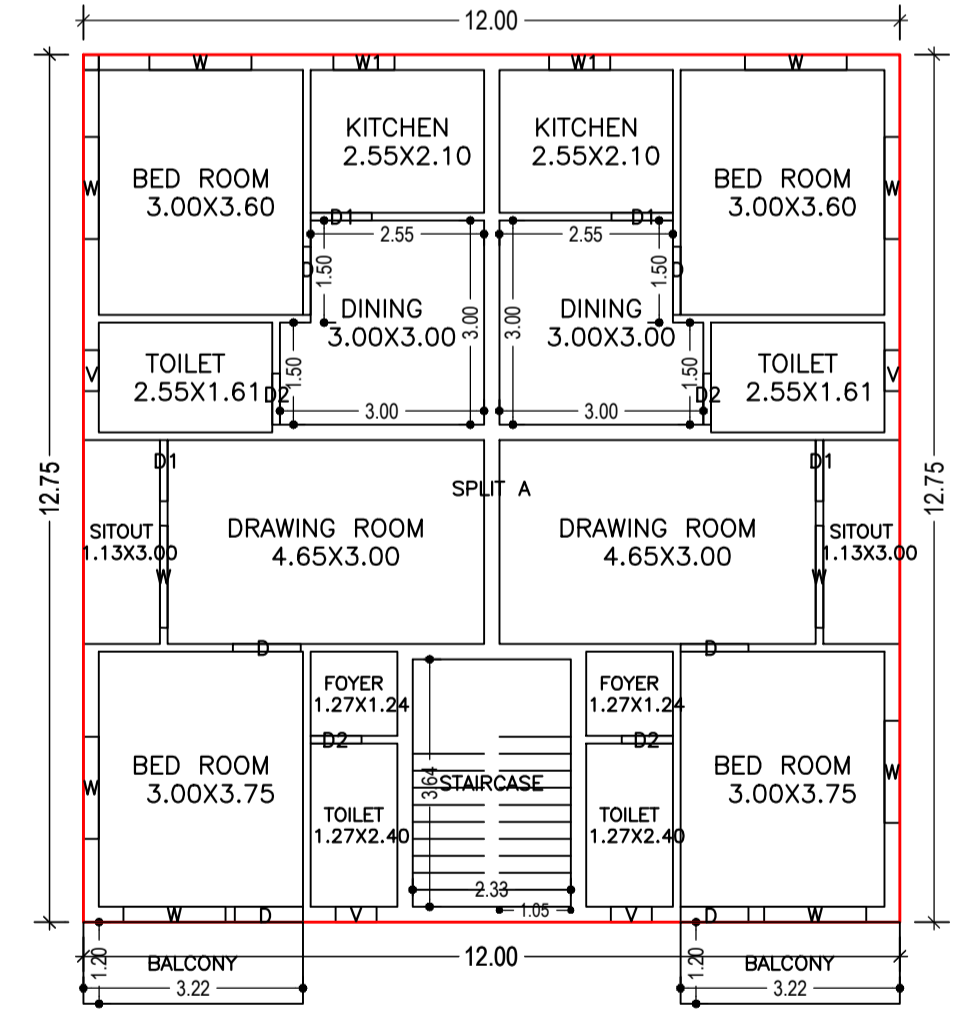 12.00
W
W1
W1
W
KITCHEN
2.55X2.10
KITCHEN
2.55X2.10
BED ROOM
3.00X3.60
BED ROOM
3.00X3.60
W
W
D1
D1
2.55
2.55
D
D
1.50
1.50
DINING
3.00X3.00
DINING
3.00X3.00
3.00
3.00
TOILET
2.55X1.61
TOILET
2.55X1.61
V
V
D2
D2
1.50
1.50
3.00
3.00
12.75
12.75
D1
D1
SPLIT A
SITOUT
1.13X3.00
DRAWING ROOM
4.65X3.00
DRAWING ROOM
4.65X3.00
SITOUT
1.13X3.00
W
W
D
D
FOYER
1.27X1.24
FOYER
1.27X1.24
D2
D2
BED ROOM
3.00X3.75
STAIRCASE
3.64
BED ROOM
3.00X3.75
W
W
TOILET
1.27X2.40
TOILET
1.27X2.40
2.33
1.05
W
D
V
V
D
W
12.00
1.20
BALCONY
3.22
1.20
BALCONY
3.22